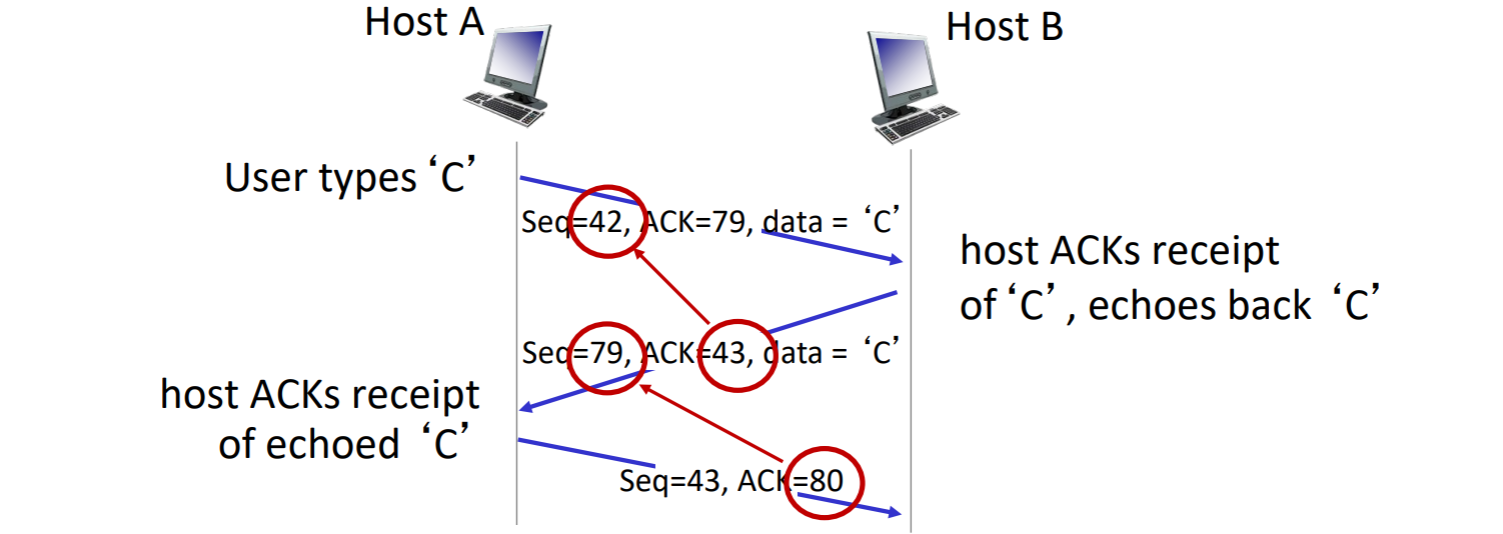 Host A
Host B
User types ‘C’
Seq=42, ACK=79, data = ‘C’
host ACKs receipt
of ‘C’, echoes back ‘C’
Seq=79, ACK=43, data = ‘C’
host ACKs receipt
of echoed ‘C’
Seq=43, ACK=80